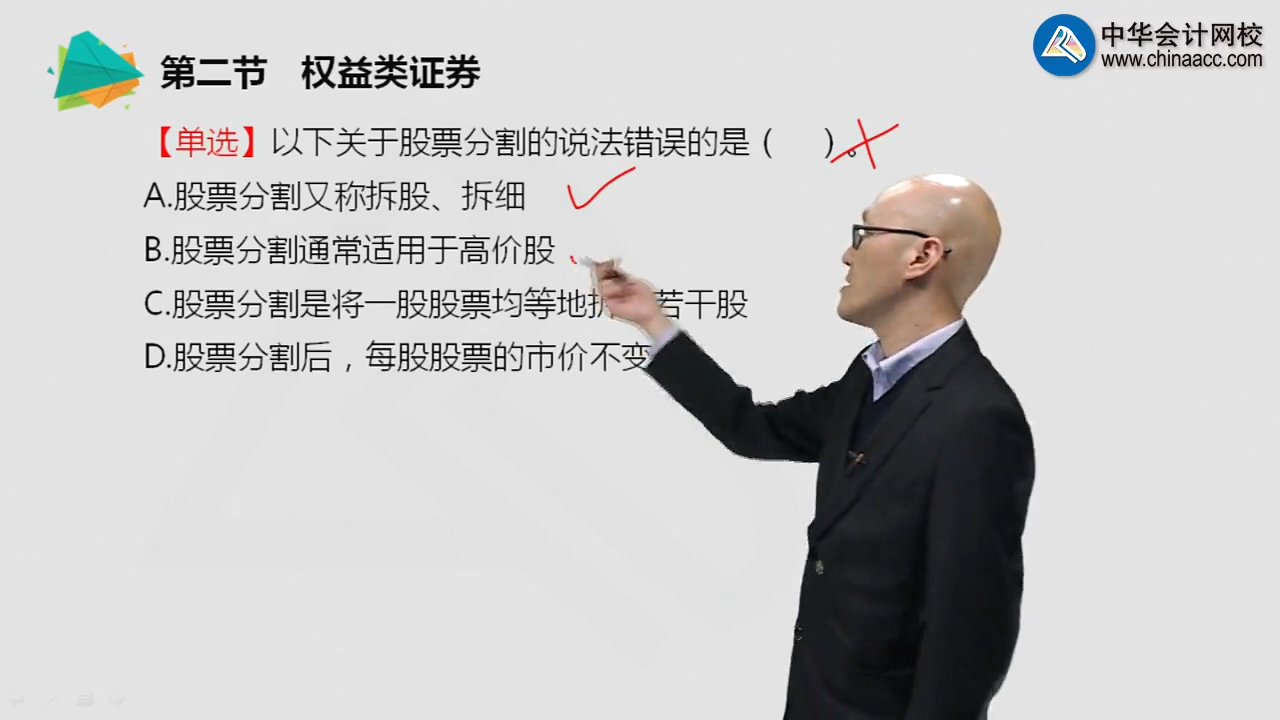 中华会计网校
www.chinaacc.com
第二节 权益类证券
【单选】以下关于股票分割的说法错误的是（ ）。
A.股票分割又称拆股、拆细
B.股票分割通常适用于高价股
C.股票分割是将一股股票均等地拆 若干股
D.股票分割后，每股股票的市价不变